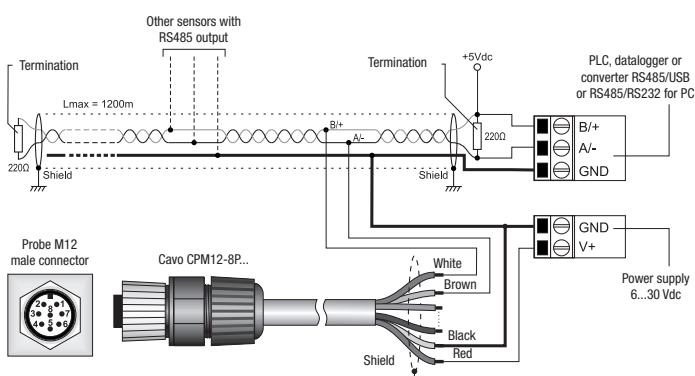 Other sensors with
RS485 output
Termination
Termination
+5Vdc
PLC, datalogger or
converter RS485/USB
or RS485/RS232 for PC
Lmax = 1200m
B/+
A/-
220Ω
220Ω
Shield
Shield
B/+
A/-
GND
GND
V+
Power supply
6...30 Vdc
Probe M12
male connector
Cavo CPM12-8P...
White
Brown
Black
Red
Shield
2 1
8
3 7
4 5 6